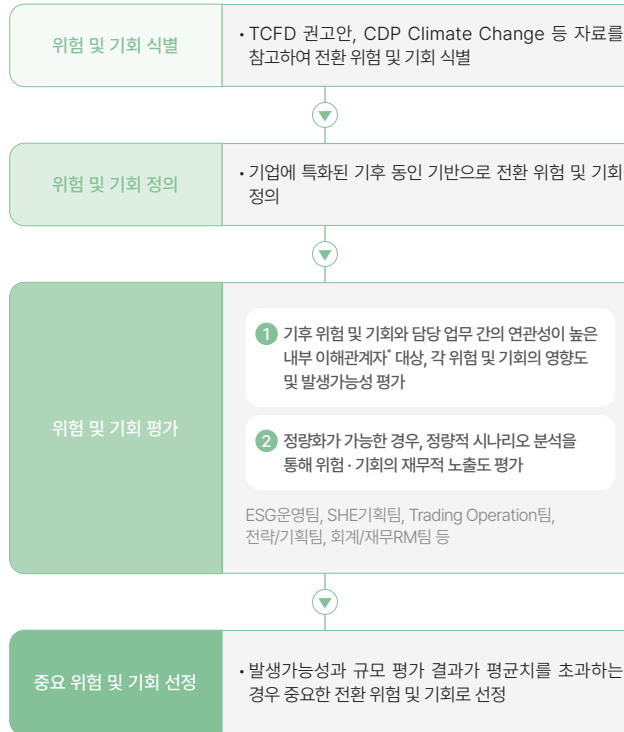 위험 및 기회 식별
• TCFD 권고안, CDP Climate Change 등 자료를
참고하여 전환 위험 및 기회 식별
위험 및 기회 정의
• 기업에 특화된 기후 동인 기반으로 전환 위험 및 기회
정의
위험 및 기회 평가
1 기후 위험 및 기회와 담당 업무 간의 연관성이 높은
내부 이해관계자* 대상, 각 위험 및 기회의 영향도
및 발생가능성 평가
2 정량화가 가능한 경우, 정량적 시나리오 분석을
통해 위험 · 기회의 재무적 노출도 평가
ESG운영팀, SHE기획팀, Trading Operation팀,
전략/기획팀, 회계/재무RM팀 등
중요 위험 및 기회 선정
• 발생가능성과 규모 평가 결과가 평균치를 초과하는
경우 중요한 전환 위험 및 기회로 선정